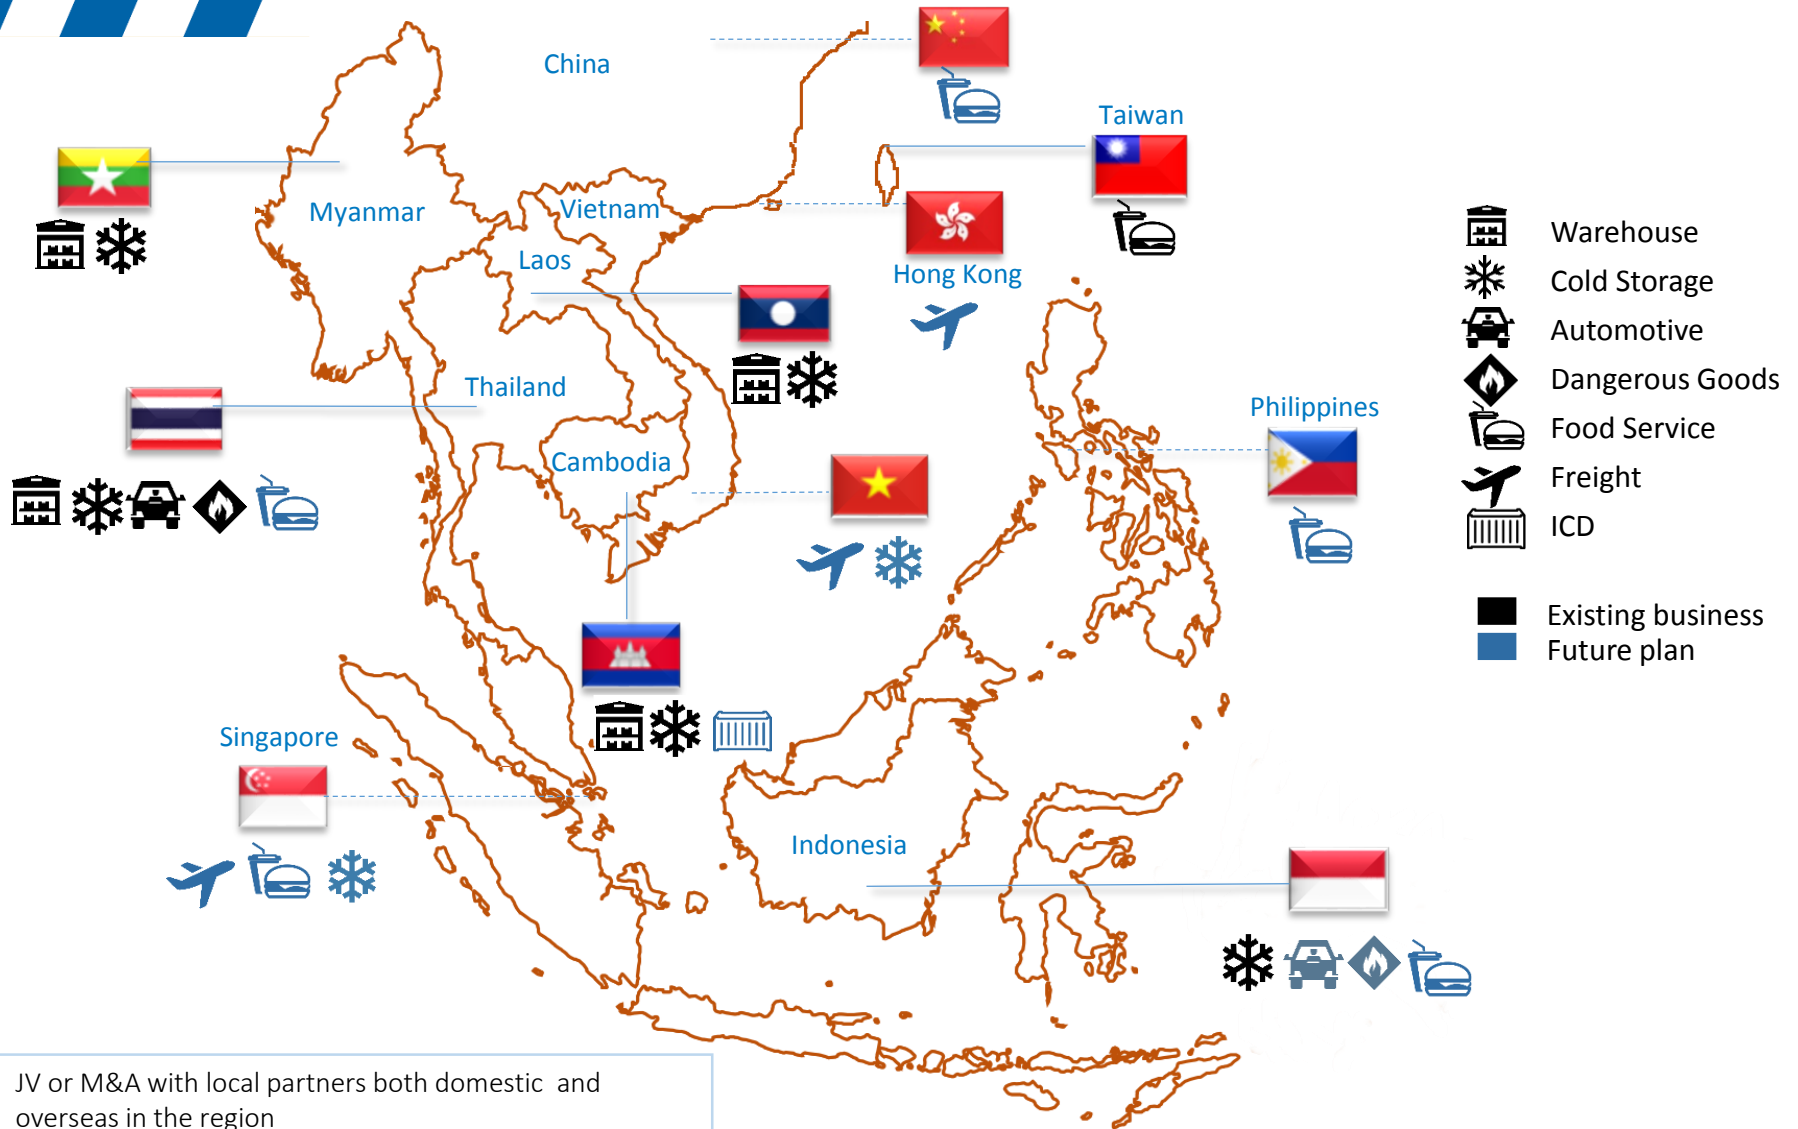 China
Taiwan
Myanmar
Vietnam
Laos
Hong Kong
Thailand
Cambodia
Philippines
Singapore
Indonesia
Warehouse
Cold Storage
Automotive
Dangerous Goods
Food Service
Freight
ICD
Existing business
Future plan
JV or M&A with local partners both domestic and
overseas in the region